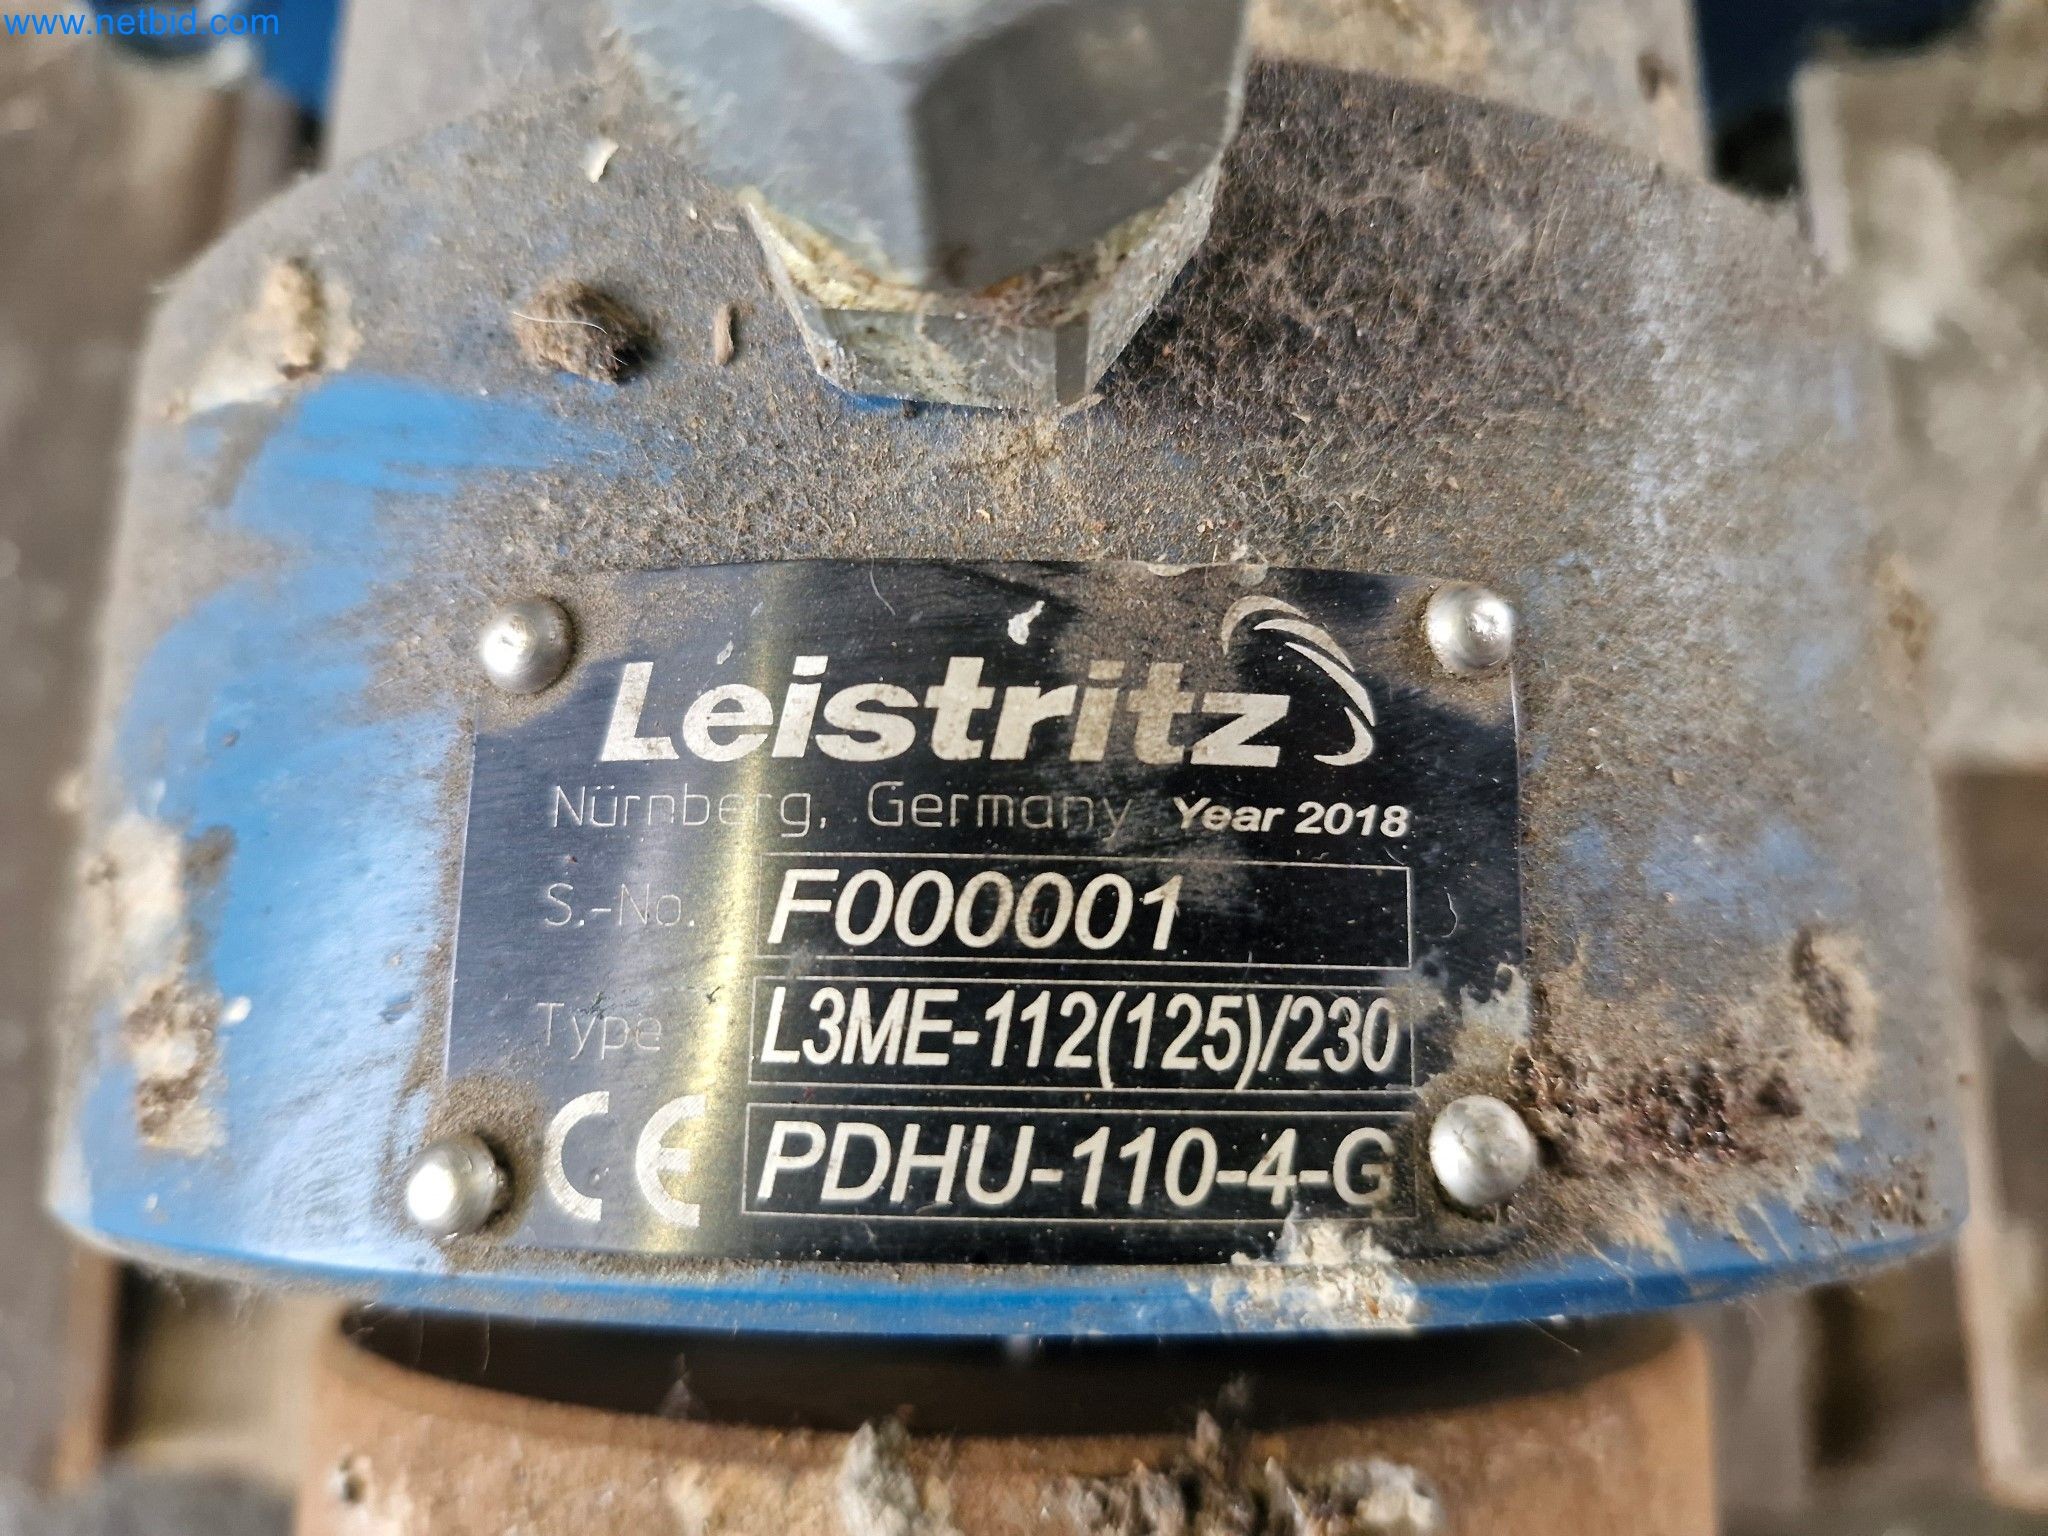 www.netbid.com
Leistritz
Nürnberg, Germany Year 2018
S.-No. F000001
Type L3ME-112(125)/230
CE PDHU-110-4-G